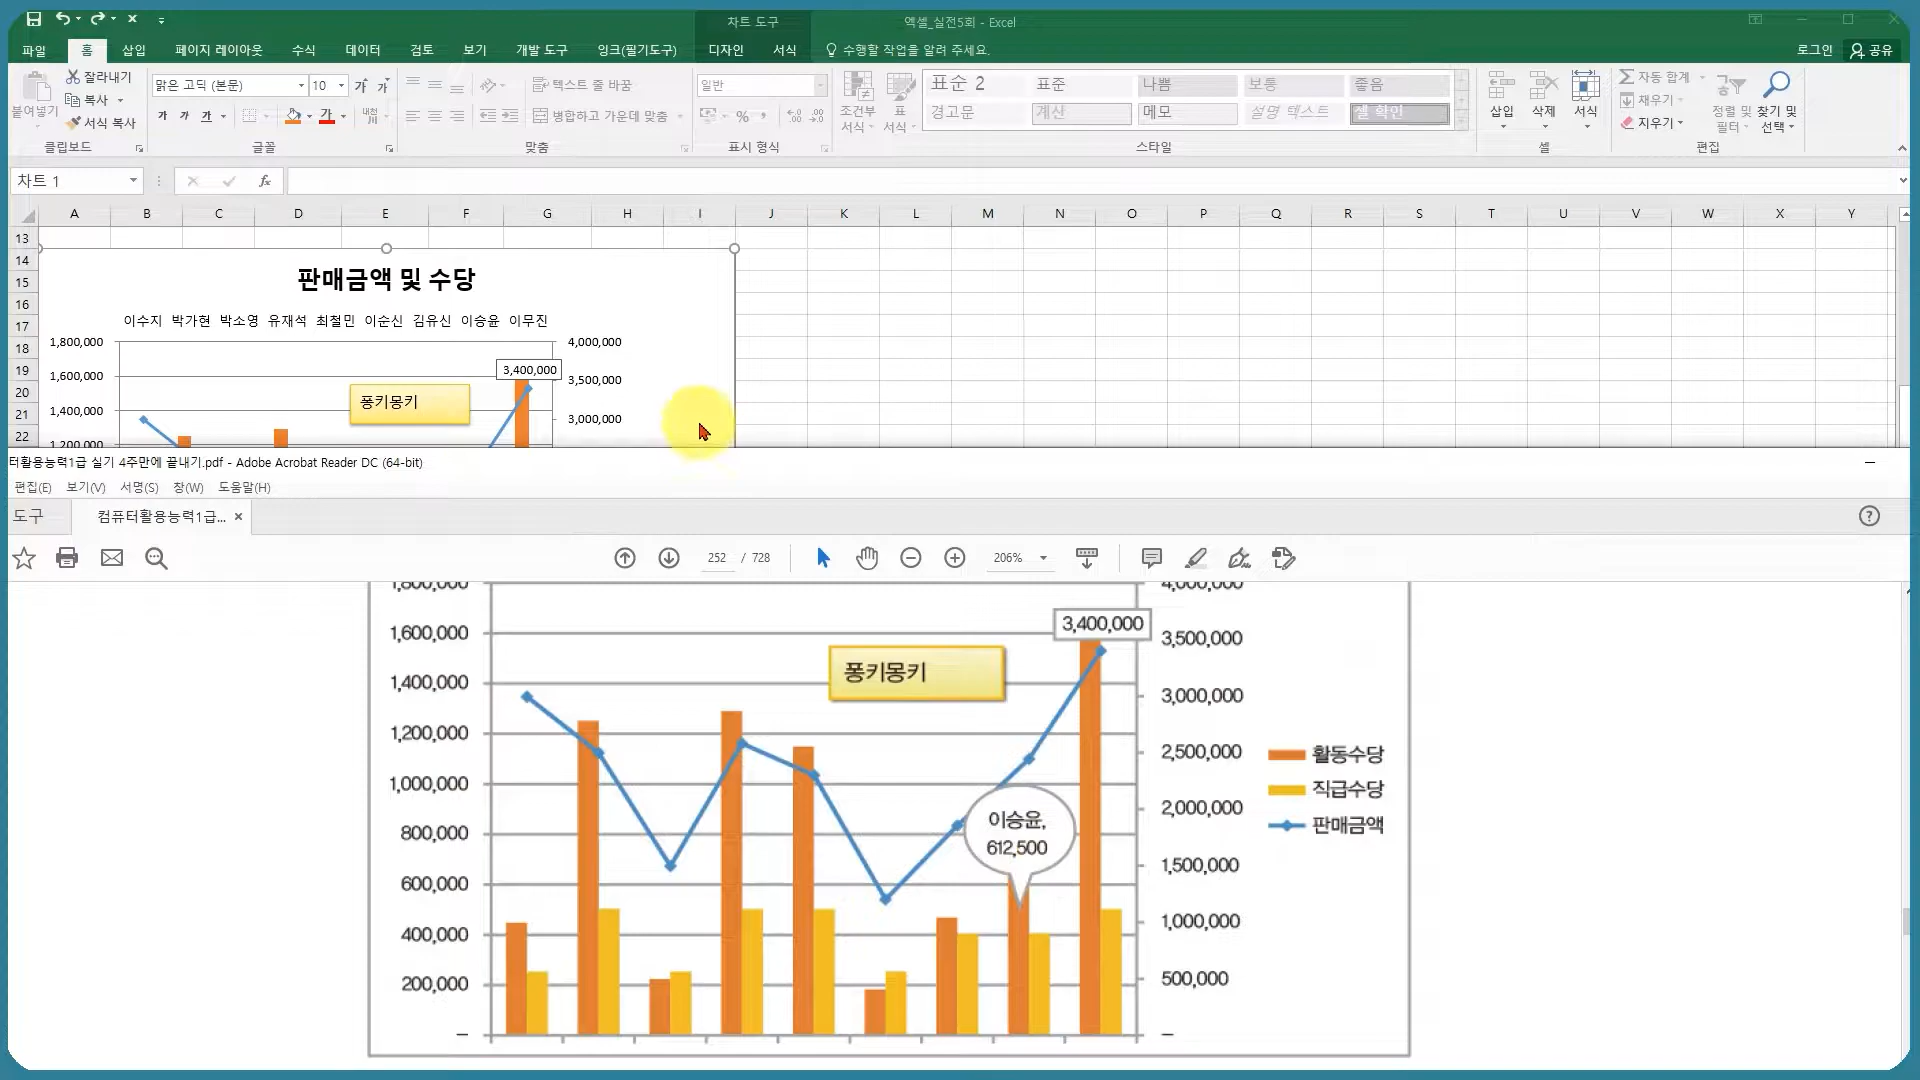 차트 도구
엑셀_실전5회 - Excel
파일 홈 삽입 페이지 레이아웃 수식 데이터 검토 보기 개발 도구 잉크(필기도구) 디자인 서식 수행할 작업을 알려 주세요. 로그인 공유
붙여넣기 잘라내기 복사 서식 복사 클립보드
맑은 고딕 (본문) 10 가 가
가 가 가 가 내천 글꼴
텍스트 줄 바꿈
병합하고 가운데 맞춤
맞춤
일반
%
표시 형식
조건부 서식 표 서식
표순 2 표준 나쁨 보통 좋음
경고문 계산 메모 설명 텍스트 셀 확인
스타일
삽입 삭제 서식
셀
자동 합계
채우기
지우기
정렬 및 필터 찾기 및 선택
편집
차트 1 fx
A B C D E F G H I J K L M N O P Q R S T U V W X Y
13
14
15
16
17
18
19
20
21
22
판매금액 및 수당
이수지 박가현 박소영 유재석 최철민 이순신 김유신 이승윤 이무진
1,800,000 4,000,000
3,400,000
1,600,000 3,500,000
퐁키몽키
1,400,000 3,000,000
1,200,000
터활용능력1급 실기 4주만에 끝내기.pdf - Adobe Acrobat Reader DC (64-bit)
편집(E) 보기(V) 서명(S) 창(W) 도움말(H)
도구 컴퓨터활용능력1급... ×
252 / 728 206%
1,800,000 4,000,000
3,400,000
1,600,000 3,500,000
퐁키몽키
1,400,000 3,000,000
1,200,000 2,500,000
활동수당
1,000,000 직급수당
2,000,000
판매금액
이승윤,
612,500
800,000
1,500,000
600,000
1,000,000
400,000
500,000
200,000
– –